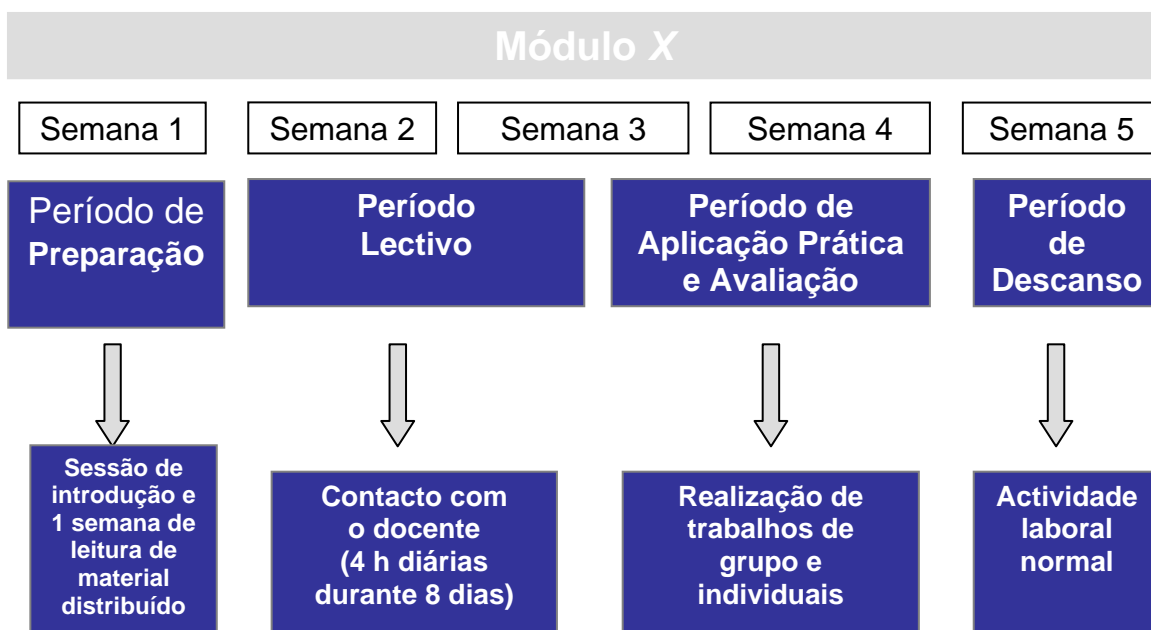 Módulo X
Semana 1
Semana 2
Semana 3
Semana 4
Semana 5
Período de
Preparação
Período
Lectivo
Período de
Aplicação Prática
e Avaliação
Período
de
Descanso
Sessão de
introdução e
1 semana de
leitura de
material
distribuído
Contacto com
o docente
(4 h diárias
durante 8 dias)
Realização de
trabalhos de
grupo e
individuais
Actividade
laboral
normal